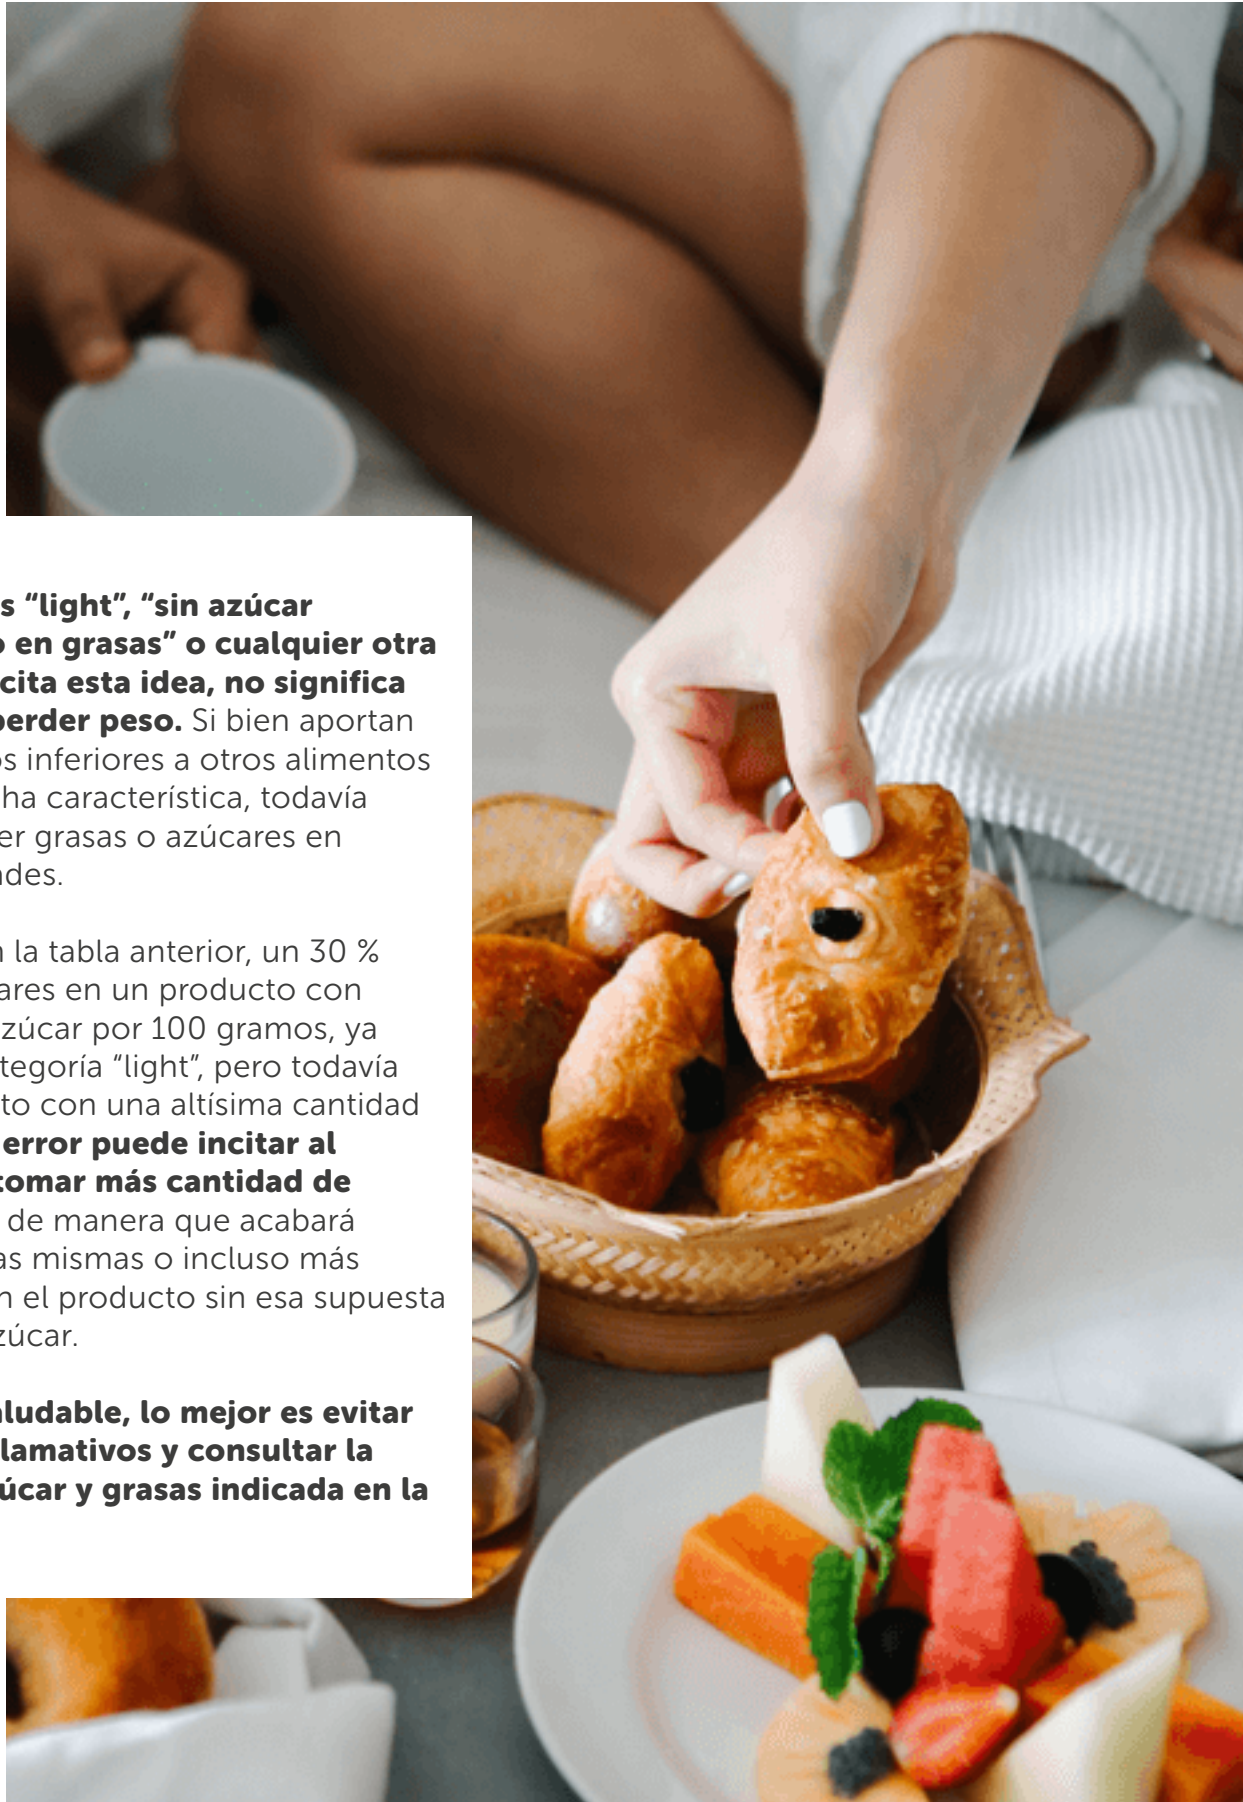 s “light”, “sin azúcar
o en grasas” o cualquier otra
cita esta idea, no significa
perder peso. Si bien aportan
os inferiores a otros alimentos
ha característica, todavía
er grasas o azúcares en
ades.
n la tabla anterior, un 30 %
ares en un producto con
zúcar por 100 gramos, ya
tegoría “light”, pero todavía
to con una altísima cantidad
error puede incitar al
tomar más cantidad de
de manera que acabará
as mismas o incluso más
n el producto sin esa supuesta
zúcar.
aludable, lo mejor es evitar
llamativos y consultar la
úcar y grasas indicada en la